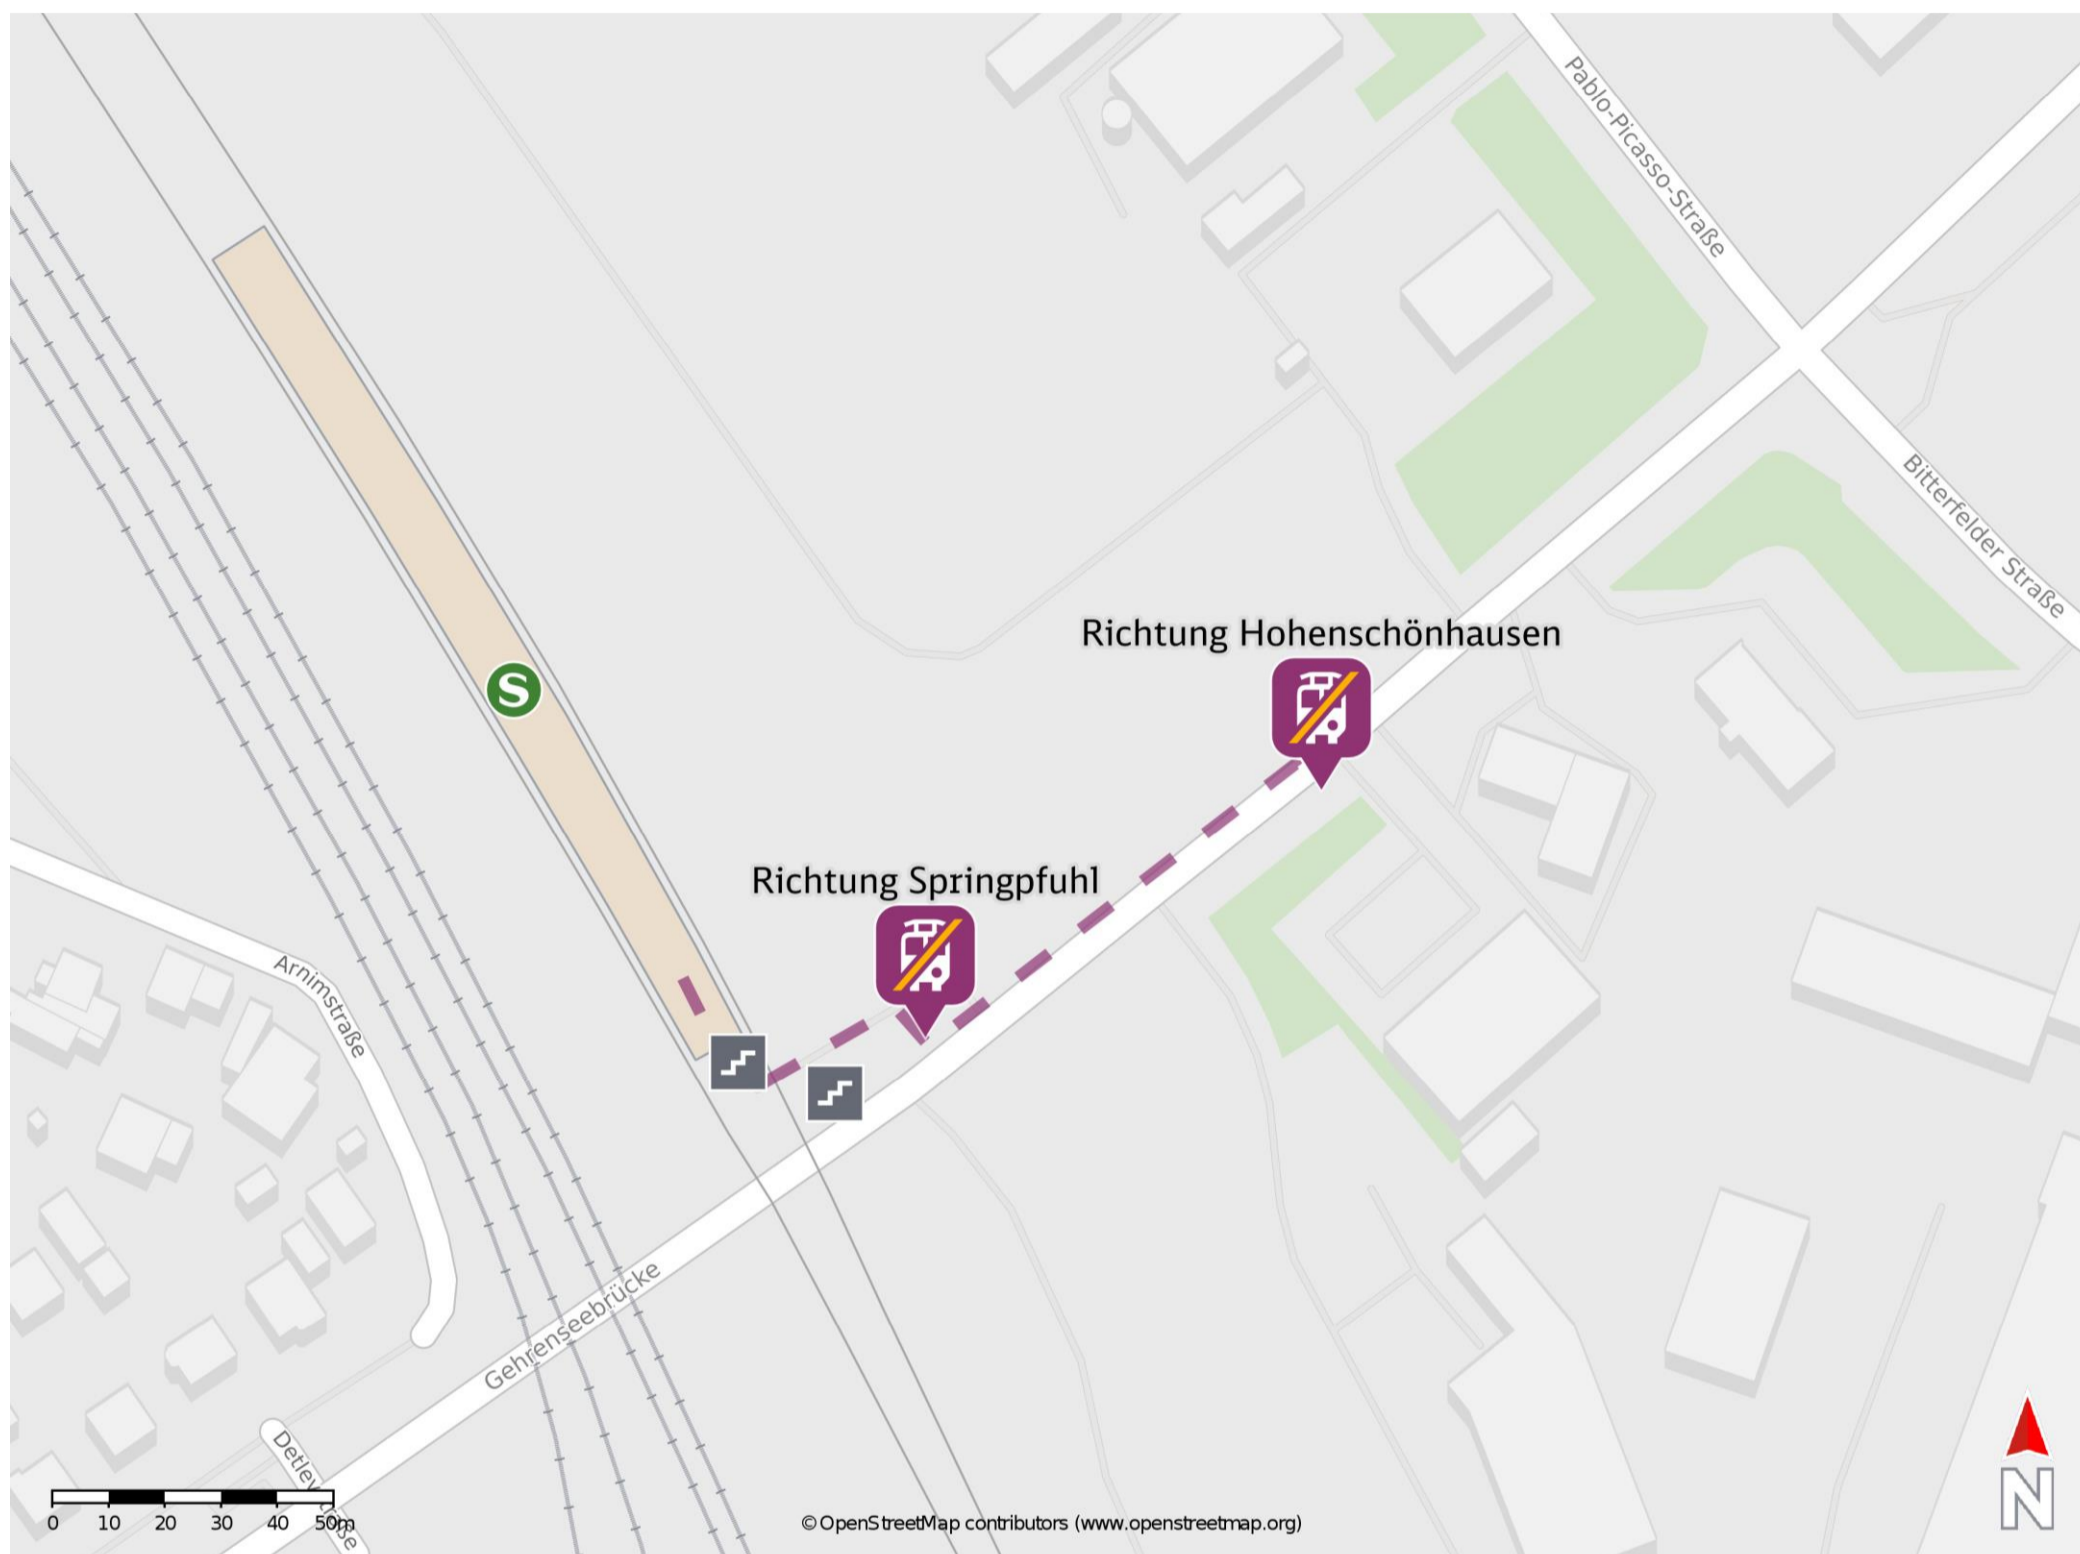 Pablo-Picasso-Straße
Bitterfelder Straße
Richtung Hohenschönhausen
S
Richtung Springpfuhl
Arnimstraße
Gehrenseebrücke
0 10 20 30 40 50m
© OpenStreetMap contributors (www.openstreetmap.org)
N